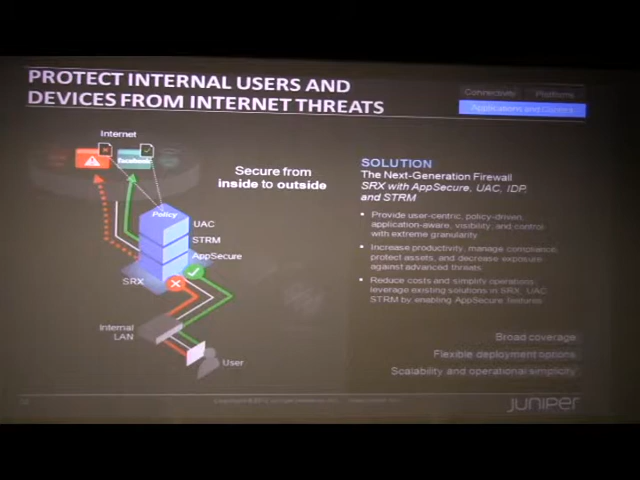 PROTECT INTERNAL USERS AND
DEVICES FROM INTERNET THREATS
Connectivity
Platforms
Applications and Control
Internet
facebook
Secure from
inside to outside
Policy
UAC
STRM
AppSecure
SRX
Internal
LAN
User
SOLUTION
The Next-Generation Firewall
SRX with AppSecure, UAC, IDP,
and STRM
• Provide user-centric, policy-driven,
application-aware, visibility, and control
with extreme granularity
• Increase productivity, manage compliance,
protect assets, and decrease exposure
against advanced threats
• Reduce costs and simplify operations,
leverage existing solutions in SRX, UAC,
STRM by enabling AppSecure features
Broad coverage
Flexible deployment options
Scalability and operational simplicity
JUNIPER